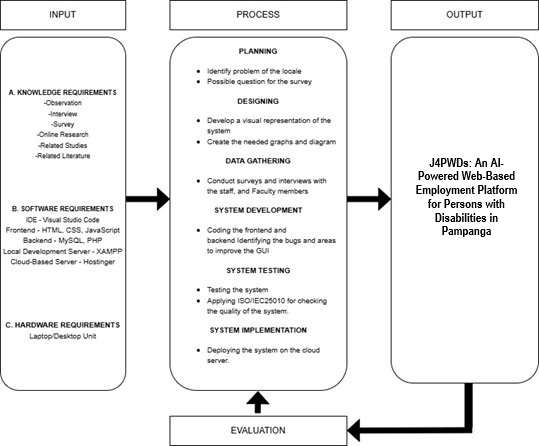 INPUT
PROCESS
OUTPUT
A. KNOWLEDGE REQUIREMENTS
-Observation
-Interview
-Survey
-Online Research
-Related Studies
-Related Literature
B. SOFTWARE REQUIREMENTS
IDE - Visual Studio Code
Frontend - HTML, CSS, JavaScript
Backend - MySQL, PHP
Local Development Server - XAMPP
Cloud-Based Server - Hostinger
C. HARDWARE REQUIREMENTS
Laptop/Desktop Unit
PLANNING
• Identify problem of the locale
• Possible question for the survey
DESIGNING
• Develop a visual representation of the
system
• Create the needed graphs and diagram
DATA GATHERING
• Conduct surveys and interviews with
the staff, and Faculty members
SYSTEM DEVELOPMENT
• Coding the frontend and
backend Identifying the bugs and areas
to improve the GUI
SYSTEM TESTING
• Testing the system
• Applying ISO/IEC25010 for checking
the quality of the system.
SYSTEM IMPLEMENTATION
• Deploying the system on the cloud
server.
J4PWDs: An AI-
Powered Web-Based
Employment Platform
for Persons with
Disabilities in
Pampanga
EVALUATION